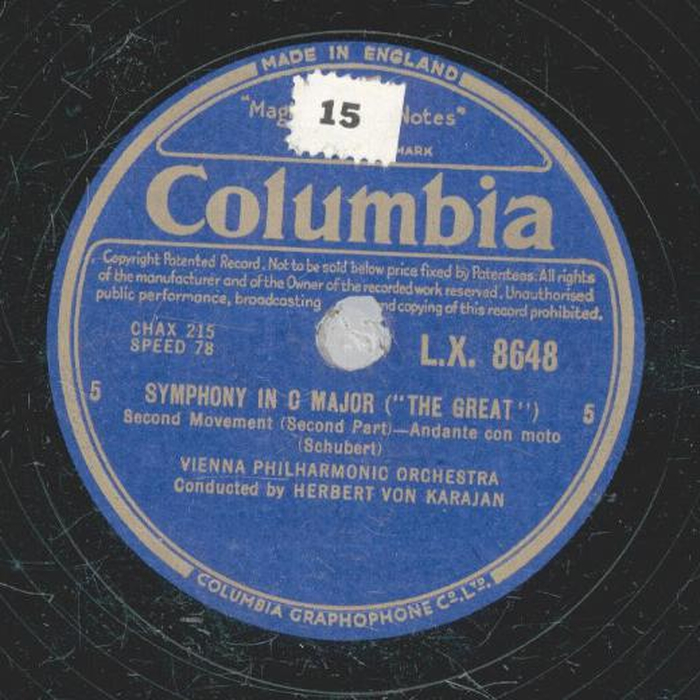 MADE IN ENGLAND
"Mag Notes"
15
MARK
Columbia
Copyright Patented Record. Not to be sold below price fixed by Patentees. All rights
of the manufacturer and of the Owner of the recorded work reserved. Unauthorised
public performance, broadcasting nd copying of this record prohibited.
CHAX 215
SPEED 78
L.X. 8648
5 SYMPHONY IN C MAJOR ("THE GREAT") 5
Second Movement (Second Part)—Andante con moto
(Schubert)
VIENNA PHILHARMONIC ORCHESTRA
Conducted by HERBERT VON KARAJAN
COLUMBIA GRAPHOPHONE CO. LTD.